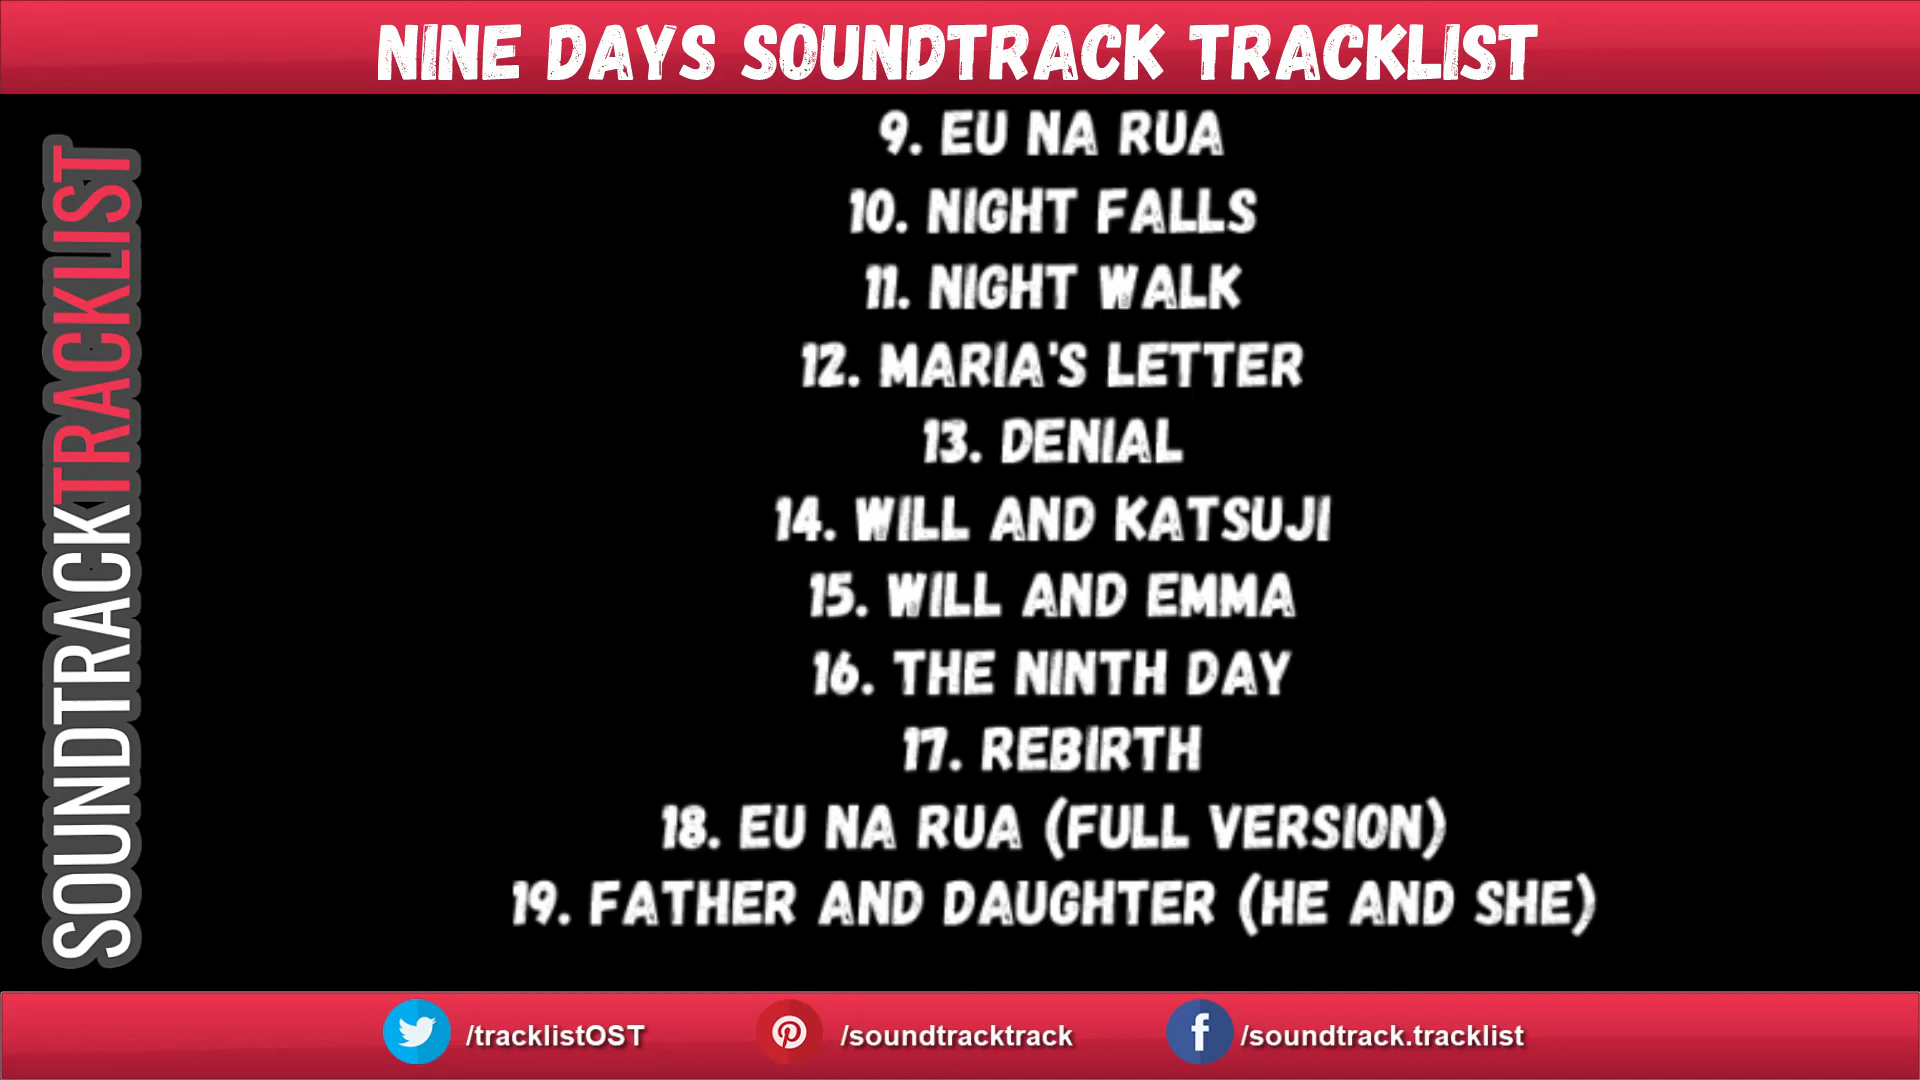 NINE DAYS SOUNDTRACK TRACKLIST
SOUNDTRACKTRACKLIST
9. EU NA RUA
10. NIGHT FALLS
11. NIGHT WALK
12. MARIA'S LETTER
13. DENIAL
14. WILL AND KATSUJI
15. WILL AND EMMA
16. THE NINTH DAY
17. REBIRTH
18. EU NA RUA (FULL VERSION)
19. FATHER AND DAUGHTER (HE AND SHE)
/tracklistOST
/soundtracktrack
/soundtrack.tracklist